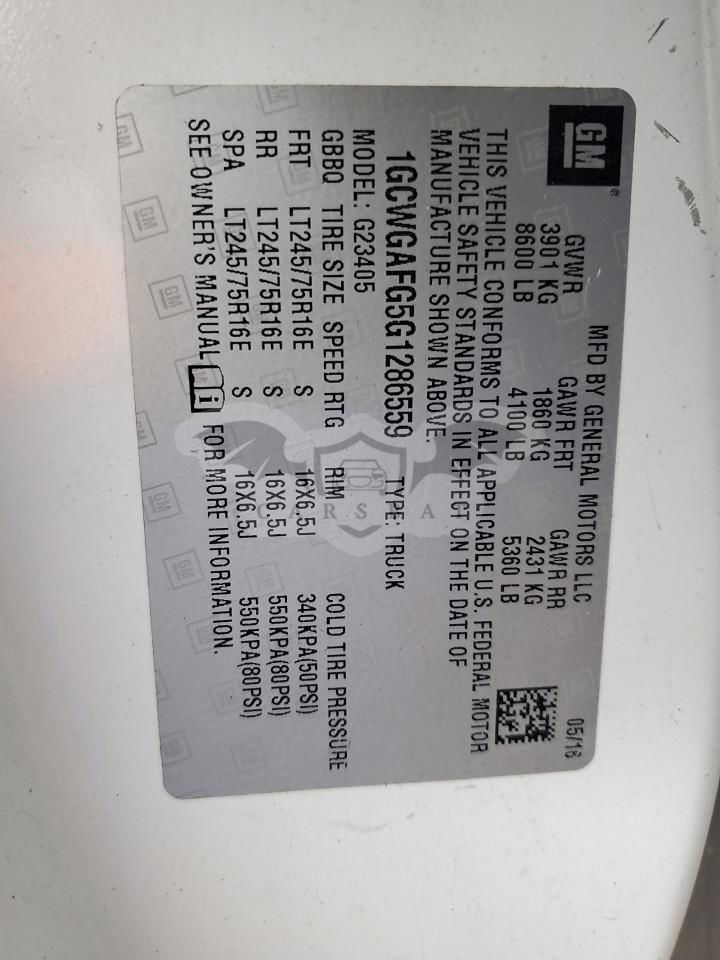 GM
MFD BY GENERAL MOTORS LLC 05/16
GVWR GAWR FRT GAWR RR
3901 KG 1860 KG 2431 KG
8600 LB 4100 LB 5360 LB
THIS VEHICLE CONFORMS TO ALL APPLICABLE U.S. FEDERAL MOTOR
VEHICLE SAFETY STANDARDS IN EFFECT ON THE DATE OF
MANUFACTURE SHOWN ABOVE.
1GCWGAFG5G1286559 TYPE: TRUCK
MODEL: G23405
GBBQ TIRE SIZE SPEED RTG RIM COLD TIRE PRESSURE
FRT LT245/75R16E S 16X6.5J 340KPA(50PSI)
RR LT245/75R16E S 16X6.5J 550KPA(80PSI)
SPA LT245/75R16E S 16X6.5J 550KPA(80PSI)
SEE OWNER'S MANUAL FOR MORE INFORMATION.